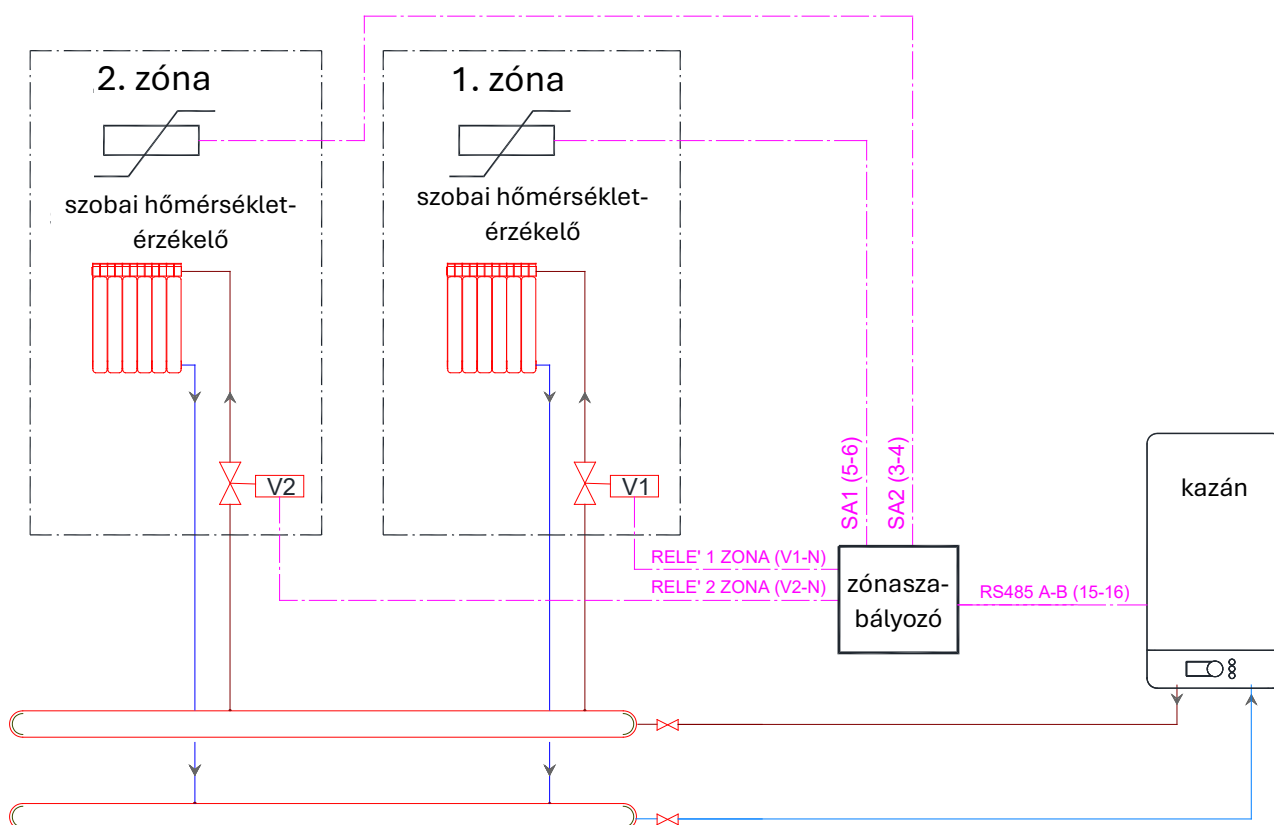 2. zóna
szobai hőmérséklet-
érzékelő
V2
1. zóna
szobai hőmérséklet-
érzékelő
V1
SA1 (5-6)
SA2 (3-4)
RELE' 1 ZONA (V1-N)
RELE' 2 ZONA (V2-N)
zónasza-
bályozó
RS485 A-B (15-16)
kazán